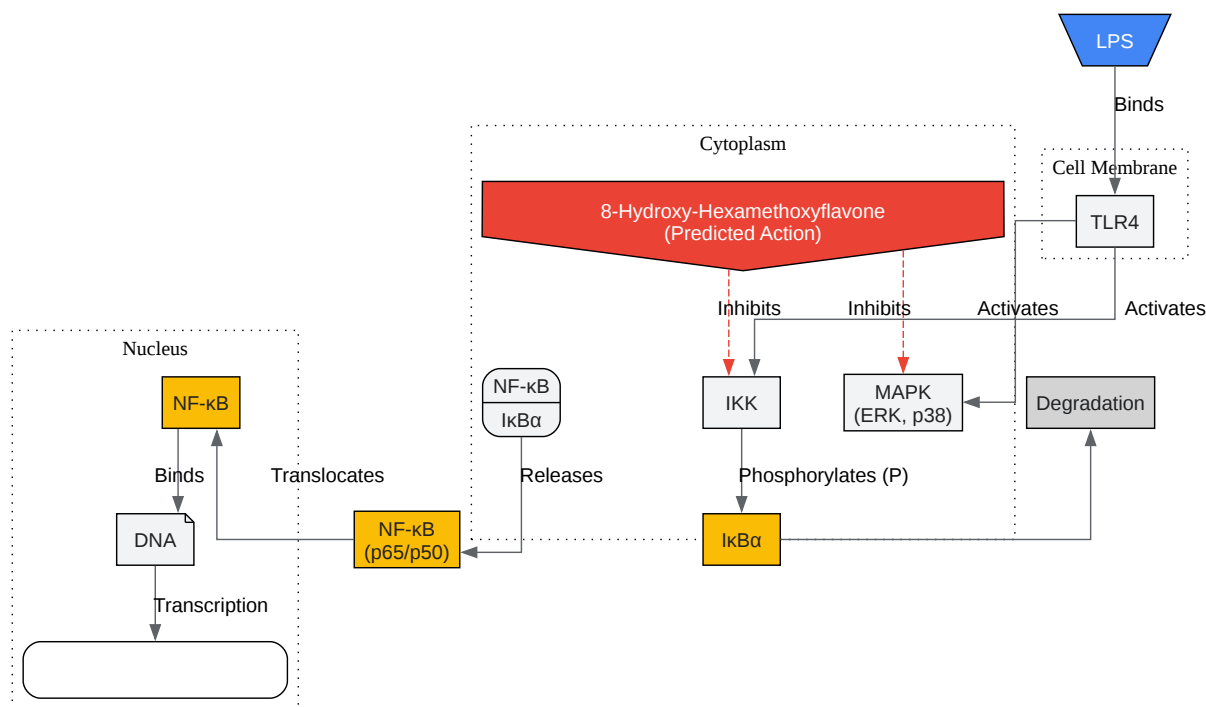 LPS
Binds
Cytoplasm
Cell Membrane
8-Hydroxy-Hexamethoxyflavone
(Predicted Action)
TLR4
Inhibits
Inhibits
Activates
Activates
Nucleus
NF-κB
NF-κB
IκBα
IKK
MAPK
(ERK, p38)
Degradation
Binds
Translocates
Releases
Phosphorylates (P)
DNA
NF-κB
(p65/p50)
IκBα
Transcription